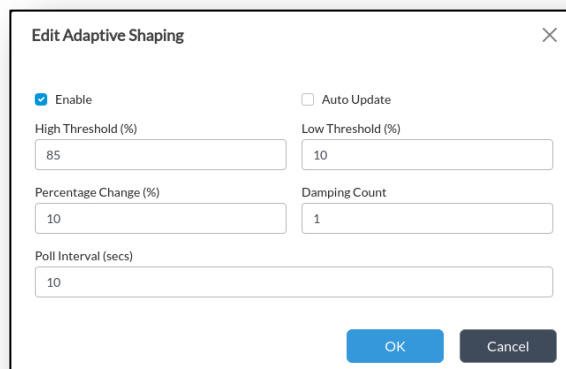 Edit Adaptive Shaping
Enable
Auto Update
High Threshold (%)
Low Threshold (%)
85
10
Percentage Change (%)
Damping Count
10
1
Poll Interval (secs)
10
OK
Cancel